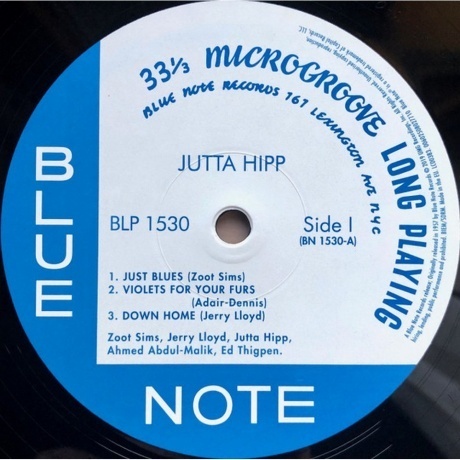 33⅓ MICROGROOVE LONG PLAYING
BLUE NOTE RECORDS 767 LEXINGTON AVE NYC
JUTTA HIPP
BLP 1530
Side I
(BN 1530-A)
1. JUST BLUES (Zoot Sims)
2. VIOLETS FOR YOUR FURS
(Adair-Dennis)
3. DOWN HOME (Jerry Lloyd)
Zoot Sims, Jerry Lloyd, Jutta Hipp,
Ahmed Abdul-Malik, Ed Thigpen.
BLUE
NOTE